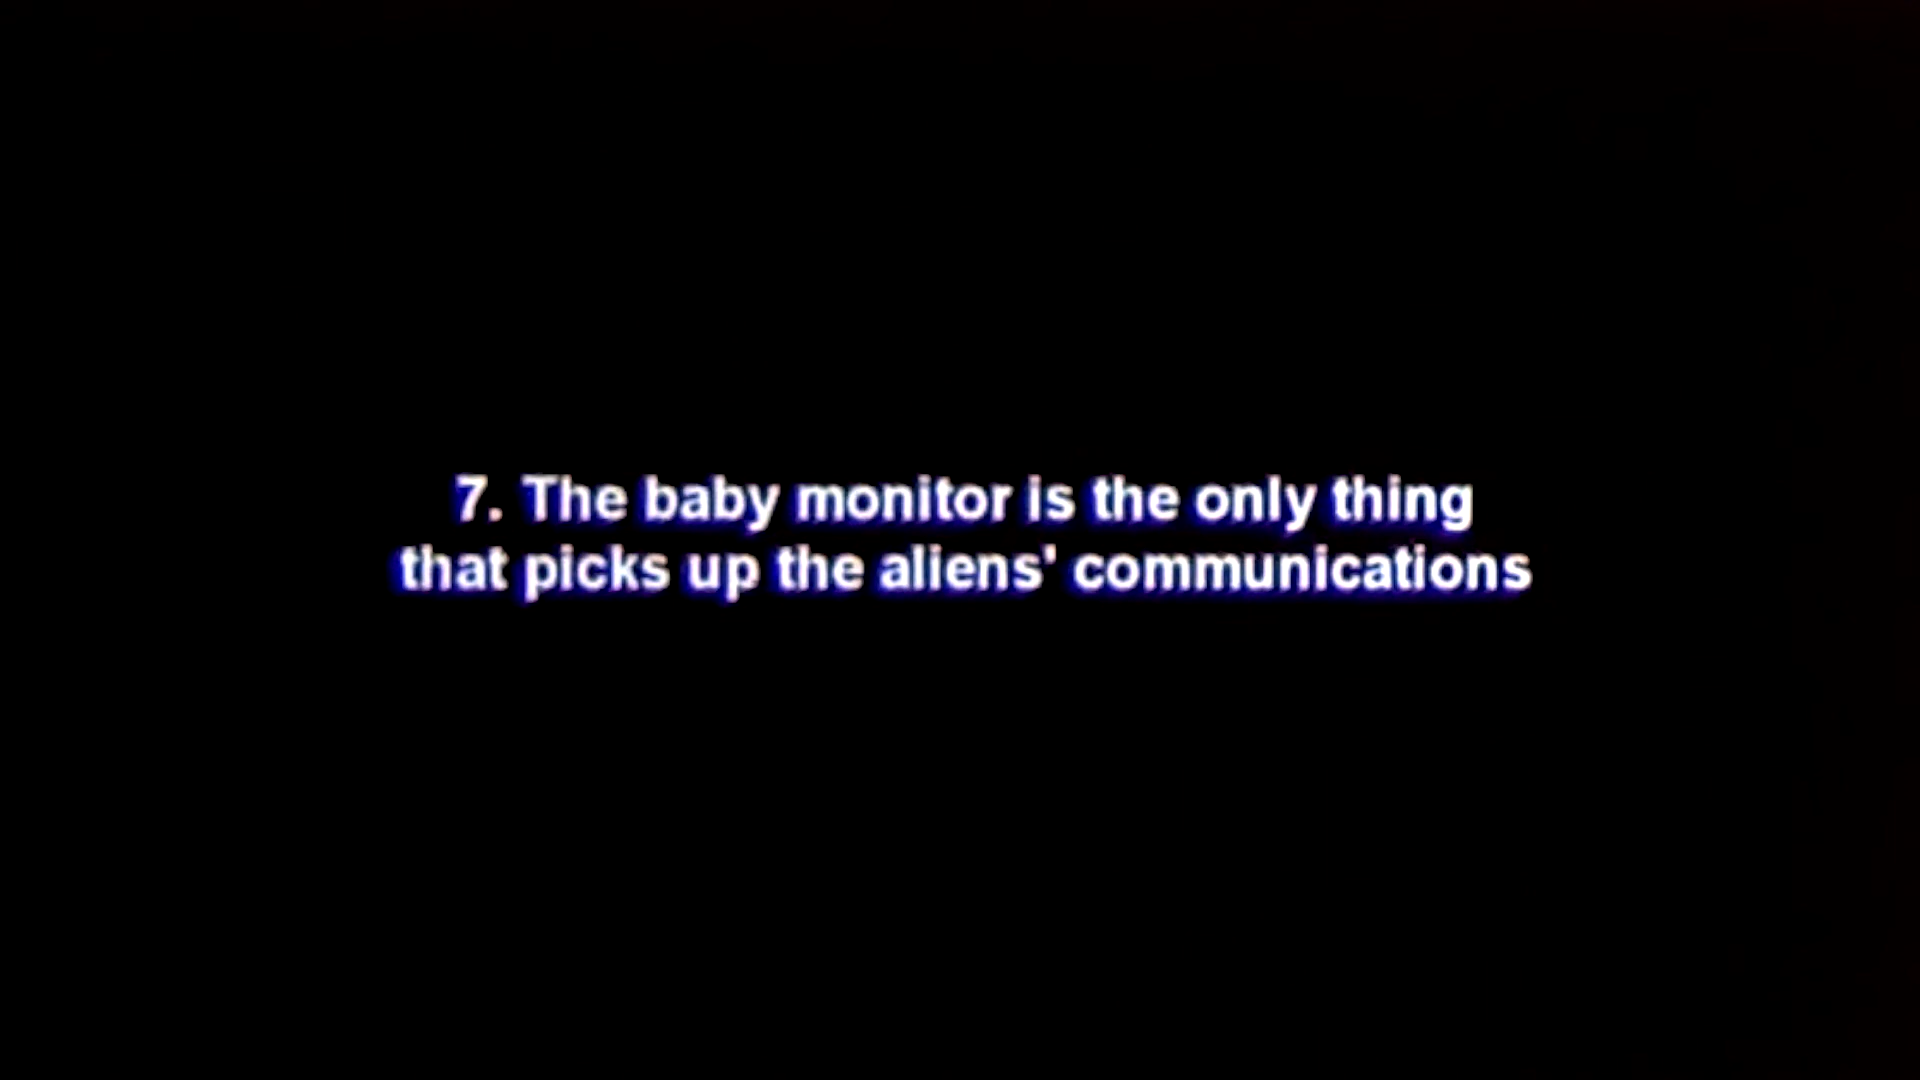 7. The baby monitor is the only thing
that picks up the aliens' communications